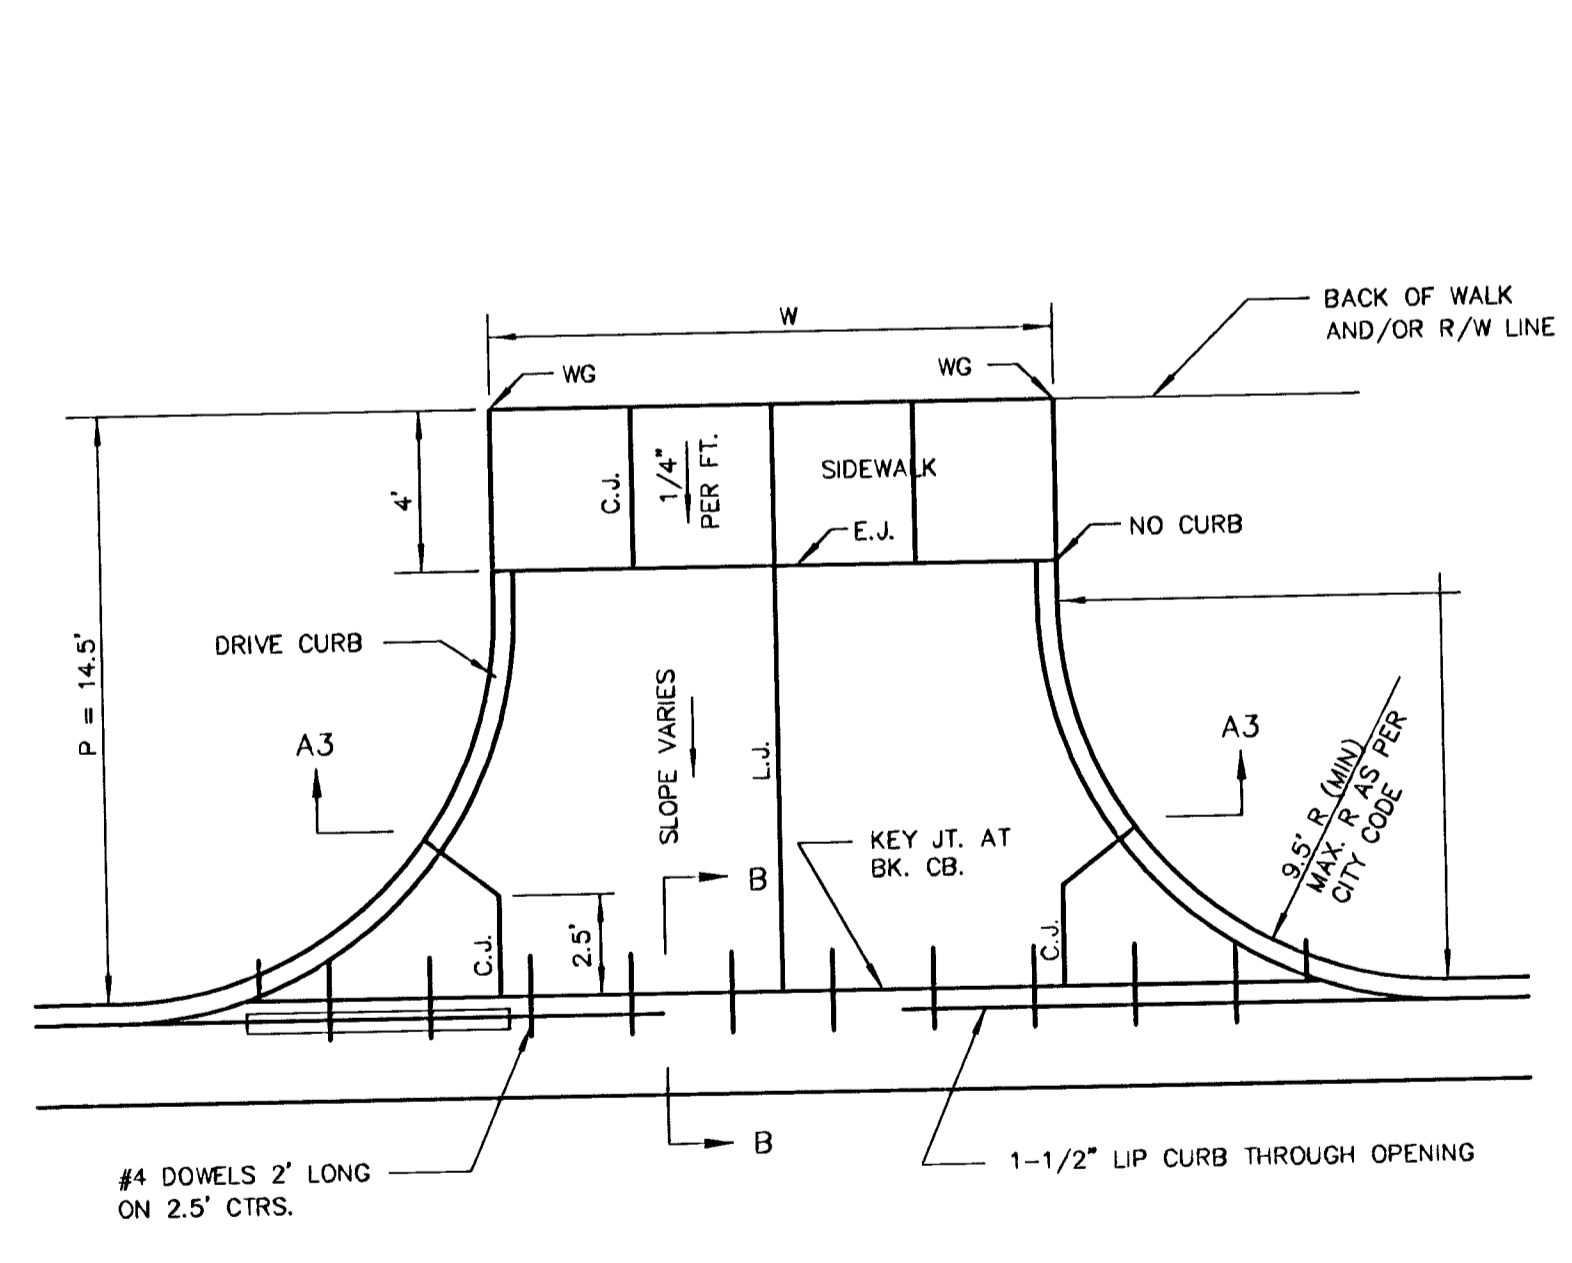 BACK OF WALK
AND/OR R/W LINE
W
WG
WG
4'
C.J.
1/4"
PER FT.
SIDEWALK
E.J.
NO CURB
P = 14.5'
DRIVE CURB
SLOPE VARIES
L.J.
A3
A3
9.5' R (MIN)
MAX. R AS PER
CITY CODE
KEY JT. AT
BK. CB.
B
C.J.
2.5'
C.J.
B
#4 DOWELS 2' LONG
ON 2.5' CTRS.
1-1/2" LIP CURB THROUGH OPENING